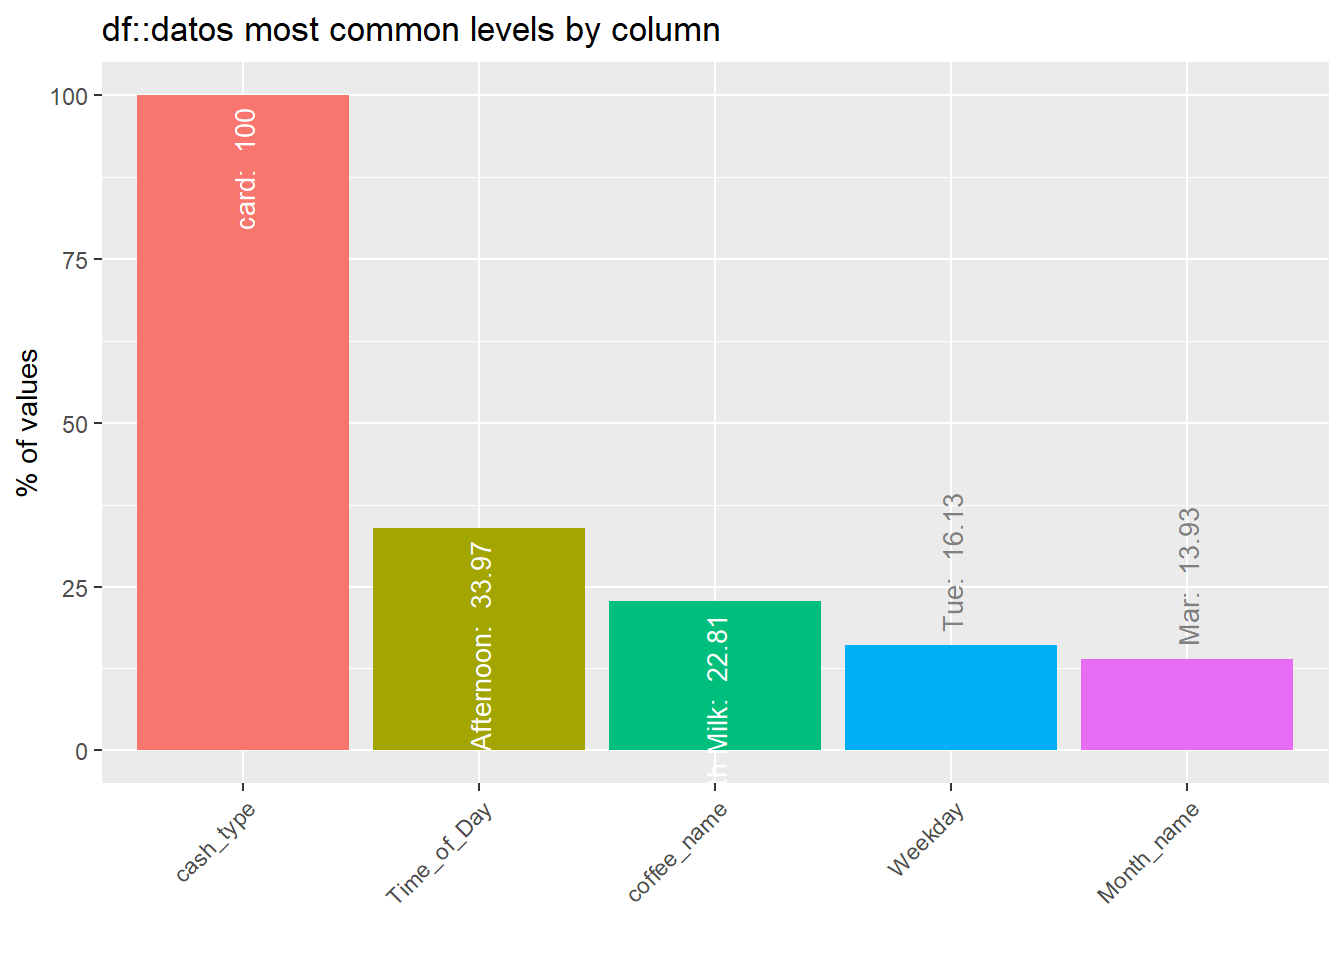 df::datos most common levels by column
% of values
100
75
50
25
0
card: 100
Afternoon: 33.97
Milk: 22.81
Tue: 16.13
Mar: 13.93
cash_type
Time_of_Day
coffee_name
Weekday
Month_name